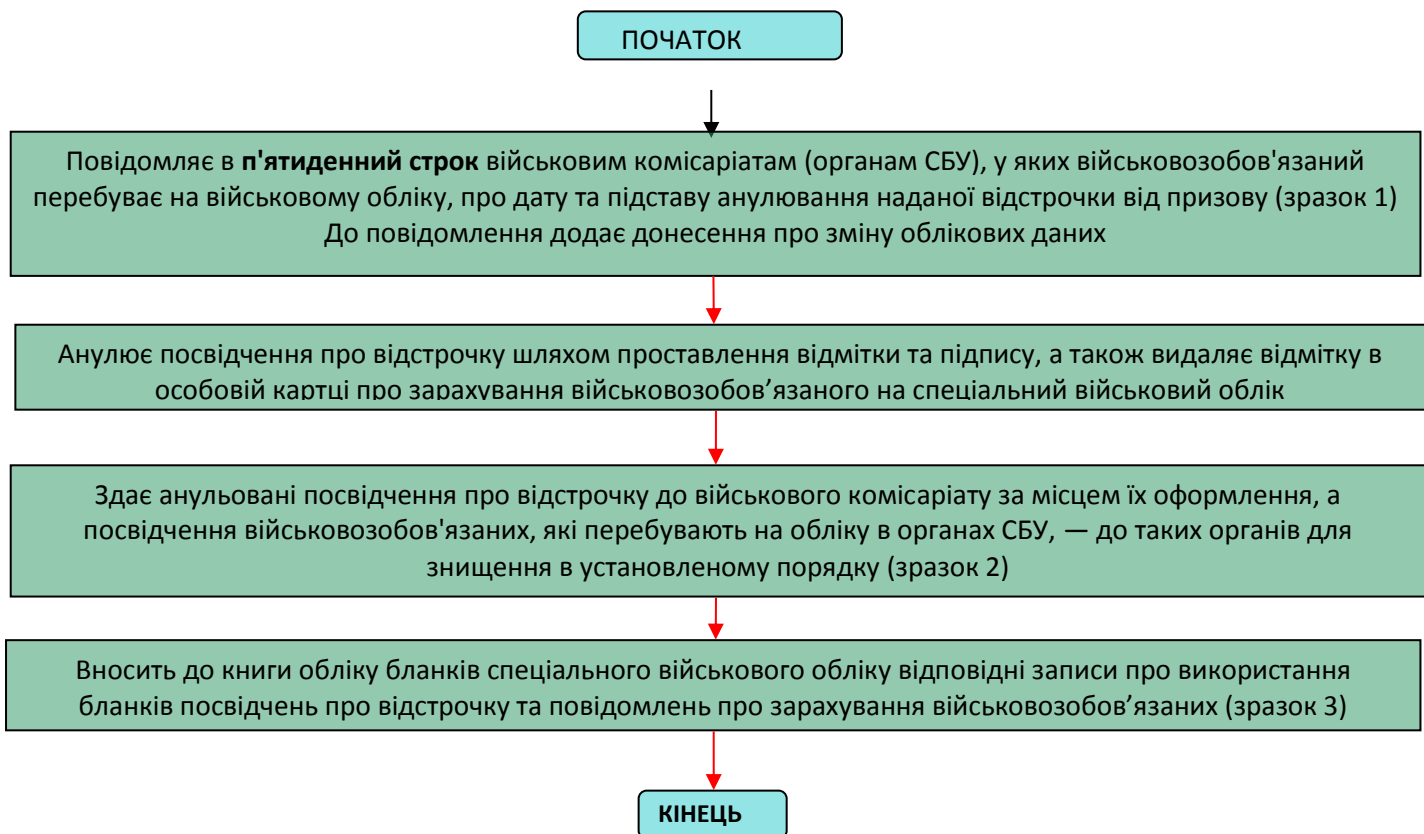 ПОЧАТОК
Повідомляє в п'ятиденний строк військовим комісаріатам (органам СБУ), у яких військовозобов'язаний
перебуває на військовому обліку, про дату та підставу анулювання наданої відстрочки від призову (зразок 1)
До повідомлення додає донесення про зміну облікових даних
Анулює посвідчення про відстрочку шляхом проставлення відмітки та підпису, а також видаляє відмітку в
особовій картці про зарахування військовозобов’язаного на спеціальний військовий облік
Здає анульовані посвідчення про відстрочку до військового комісаріату за місцем їх оформлення, а
посвідчення військовозобов'язаних, які перебувають на обліку в органах СБУ, — до таких органів для
знищення в установленому порядку (зразок 2)
Вносить до книги обліку бланків спеціального військового обліку відповідні записи про використання
бланків посвідчень про відстрочку та повідомлень про зарахування військовозобов’язаних (зразок 3)
КІНЕЦЬ